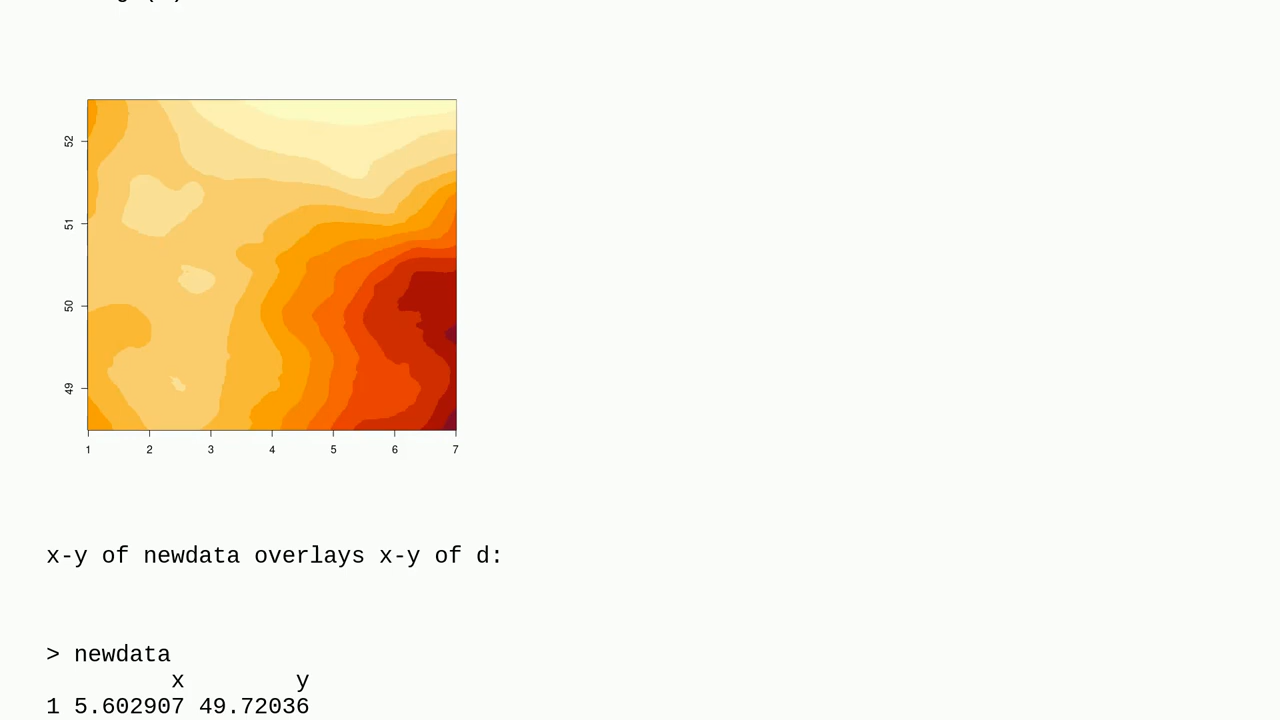 52
51
50
49
1 2 3 4 5 6 7
x-y of newdata overlays x-y of d:
> newdata
x y
1 5.602907 49.72036